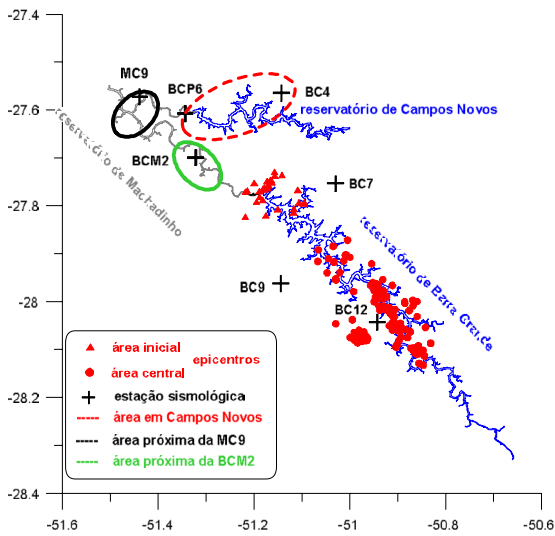 -27.4
MC9
BCP6
BC4
reservatório de Campos Novos
-27.6
reservatório de Machadinho
BCM2
BC7
-27.8
reservatório de Barra Grande
BC9
-28
BC12
área inicial
epicentros
área central
estação sismológica
área em Campos Novos
área próxima da MC9
área próxima da BCM2
-28.2
-28.4
-51.6
-51.4
-51.2
-51
-50.8
-50.6